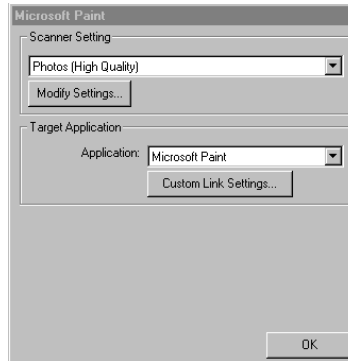 Microsoft Paint
Scanner Setting
Photos (High Quality)
Modify Settings...
Target Application
Application: Microsoft Paint
Custom Link Settings...
OK